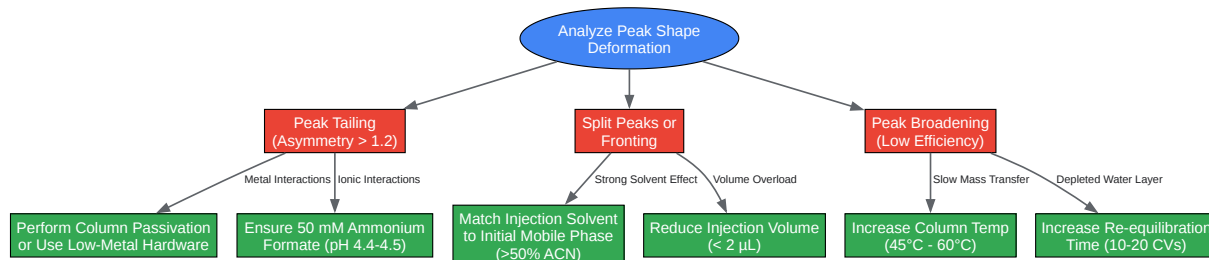 Analyze Peak Shape
Deformation
Peak Tailing
(Asymmetry > 1.2)
Split Peaks or
Fronting
Peak Broadening
(Low Efficiency)
Metal Interactions
Ionic Interactions
Strong Solvent Effect
Volume Overload
Slow Mass Transfer
Depleted Water Layer
Perform Column Passivation
or Use Low-Metal Hardware
Ensure 50 mM Ammonium
Formate (pH 4.4-4.5)
Match Injection Solvent
to Initial Mobile Phase
(>50% ACN)
Reduce Injection Volume
(< 2 µL)
Increase Column Temp
(45°C - 60°C)
Increase Re-equilibration
Time (10-20 CVs)